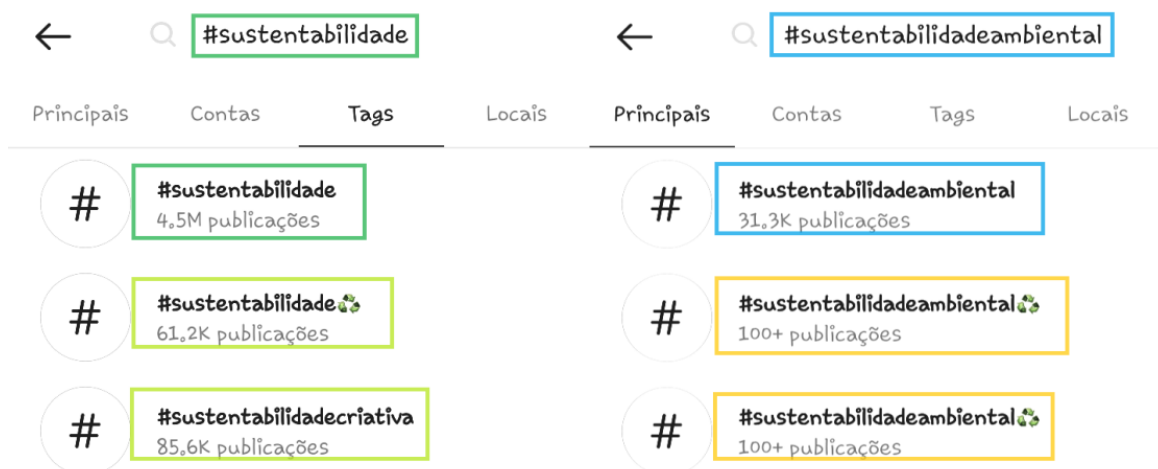 #sustentabilidade
Principais Contas Tags Locais
#sustentabilidade
4.5M publicações
#sustentabilidade♻️
61.2K publicações
#sustentabilidadecriativa
85.6K publicações
#sustentabilidadeambiental
Principais Contas Tags Locais
#sustentabilidadeambiental
31.3K publicações
#sustentabilidadeambiental♻️
100+ publicações
#sustentabilidadeambiental♻️
100+ publicações